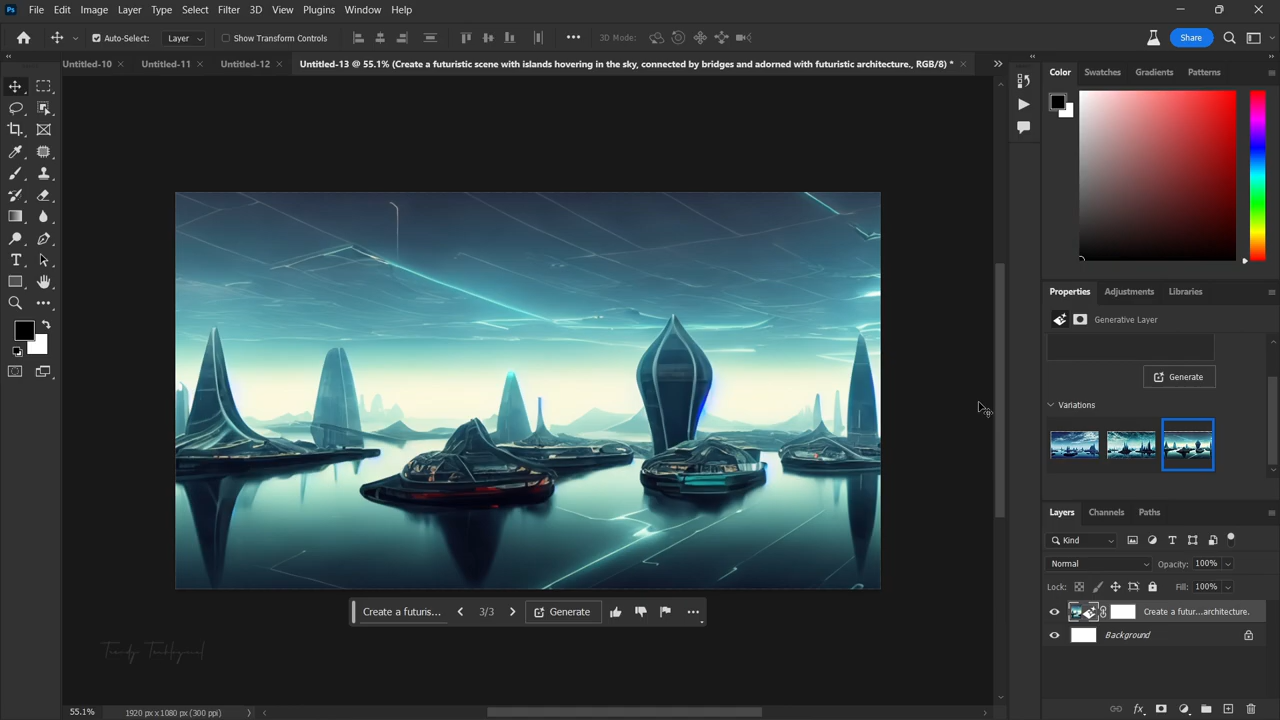 Ps File Edit Image Layer Type Select Filter 3D View Plugins Window Help
Auto-Select: Layer Show Transform Controls 3D Mode: Share
Untitled-10 Untitled-11 Untitled-12 Untitled-13 @ 55.1% (Create a futuristic scene with islands hovering in the sky, connected by bridges and adorned with futuristic architecture., RGB/8) *
Color Swatches Gradients Patterns
Properties Adjustments Libraries
Generative Layer
Generate
Variations
Layers Channels Paths
Kind
Normal Opacity: 100%
Lock: Fill: 100%
Create a futur...architecture.
Background
Create a futuris... 3/3 Generate
55.1% 1920 px x 1080 px (300 ppi)